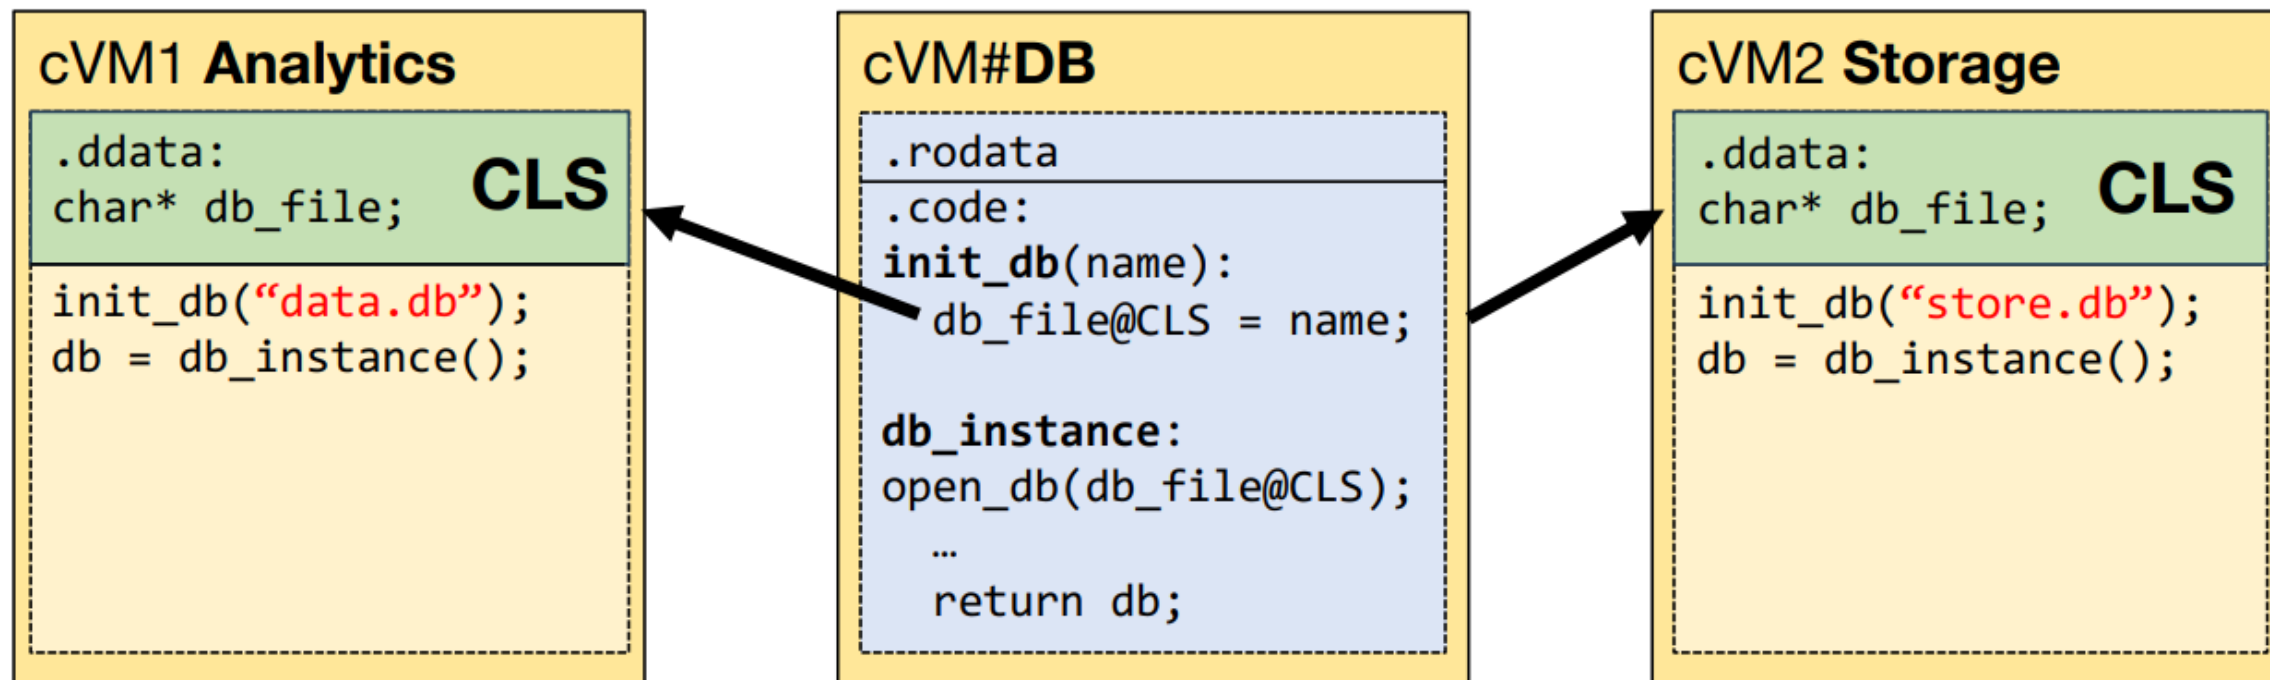 cVM1 Analytics
.ddata:
char* db_file;
CLS
init_db(“data.db”);
db = db_instance();
cVM#DB
.rodata
.code:
init_db(name):
db_file@CLS = name;
db_instance:
open_db(db_file@CLS);
…
return db;
cVM2 Storage
.ddata:
char* db_file;
CLS
init_db(“store.db”);
db = db_instance();